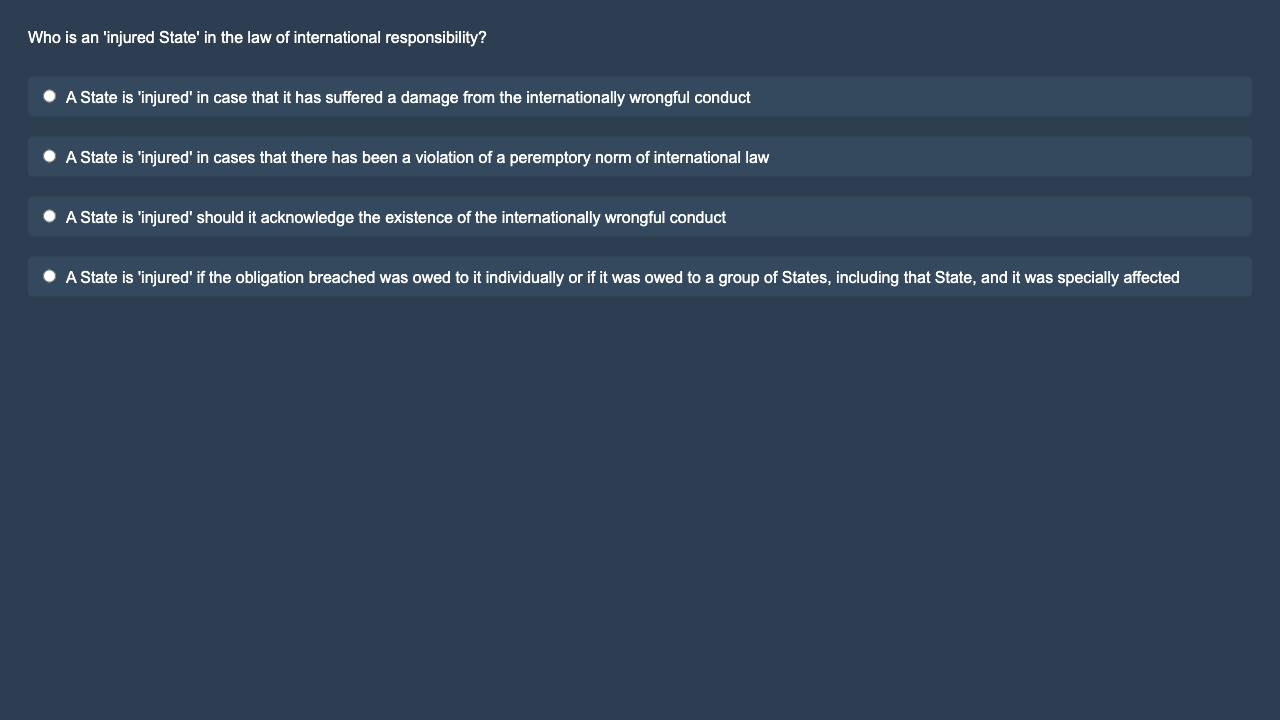 Who is an 'injured State' in the law of international responsibility?
A State is 'injured' in case that it has suffered a damage from the internationally wrongful conduct
A State is 'injured' in cases that there has been a violation of a peremptory norm of international law
A State is 'injured' should it acknowledge the existence of the internationally wrongful conduct
A State is 'injured' if the obligation breached was owed to it individually or if it was owed to a group of States, including that State, and it was specially affected